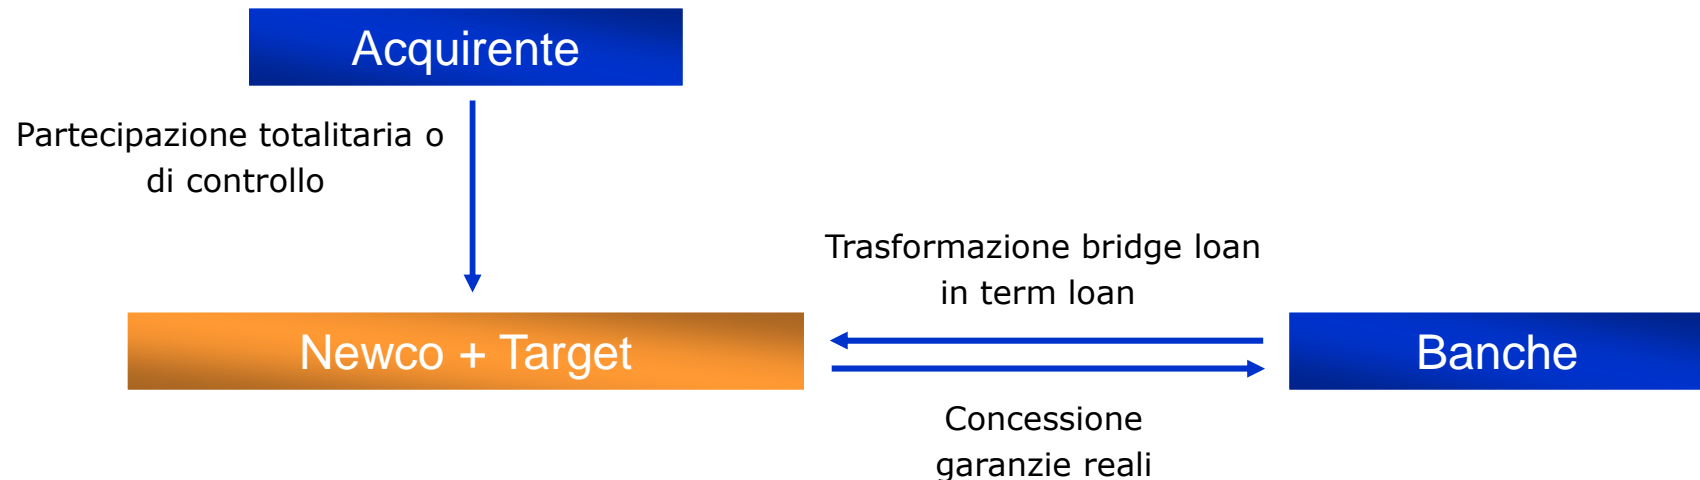 Acquirente
Partecipazione totalitaria o
di controllo
Trasformazione bridge loan
in term loan
Newco + Target
Banche
Concessione
garanzie reali